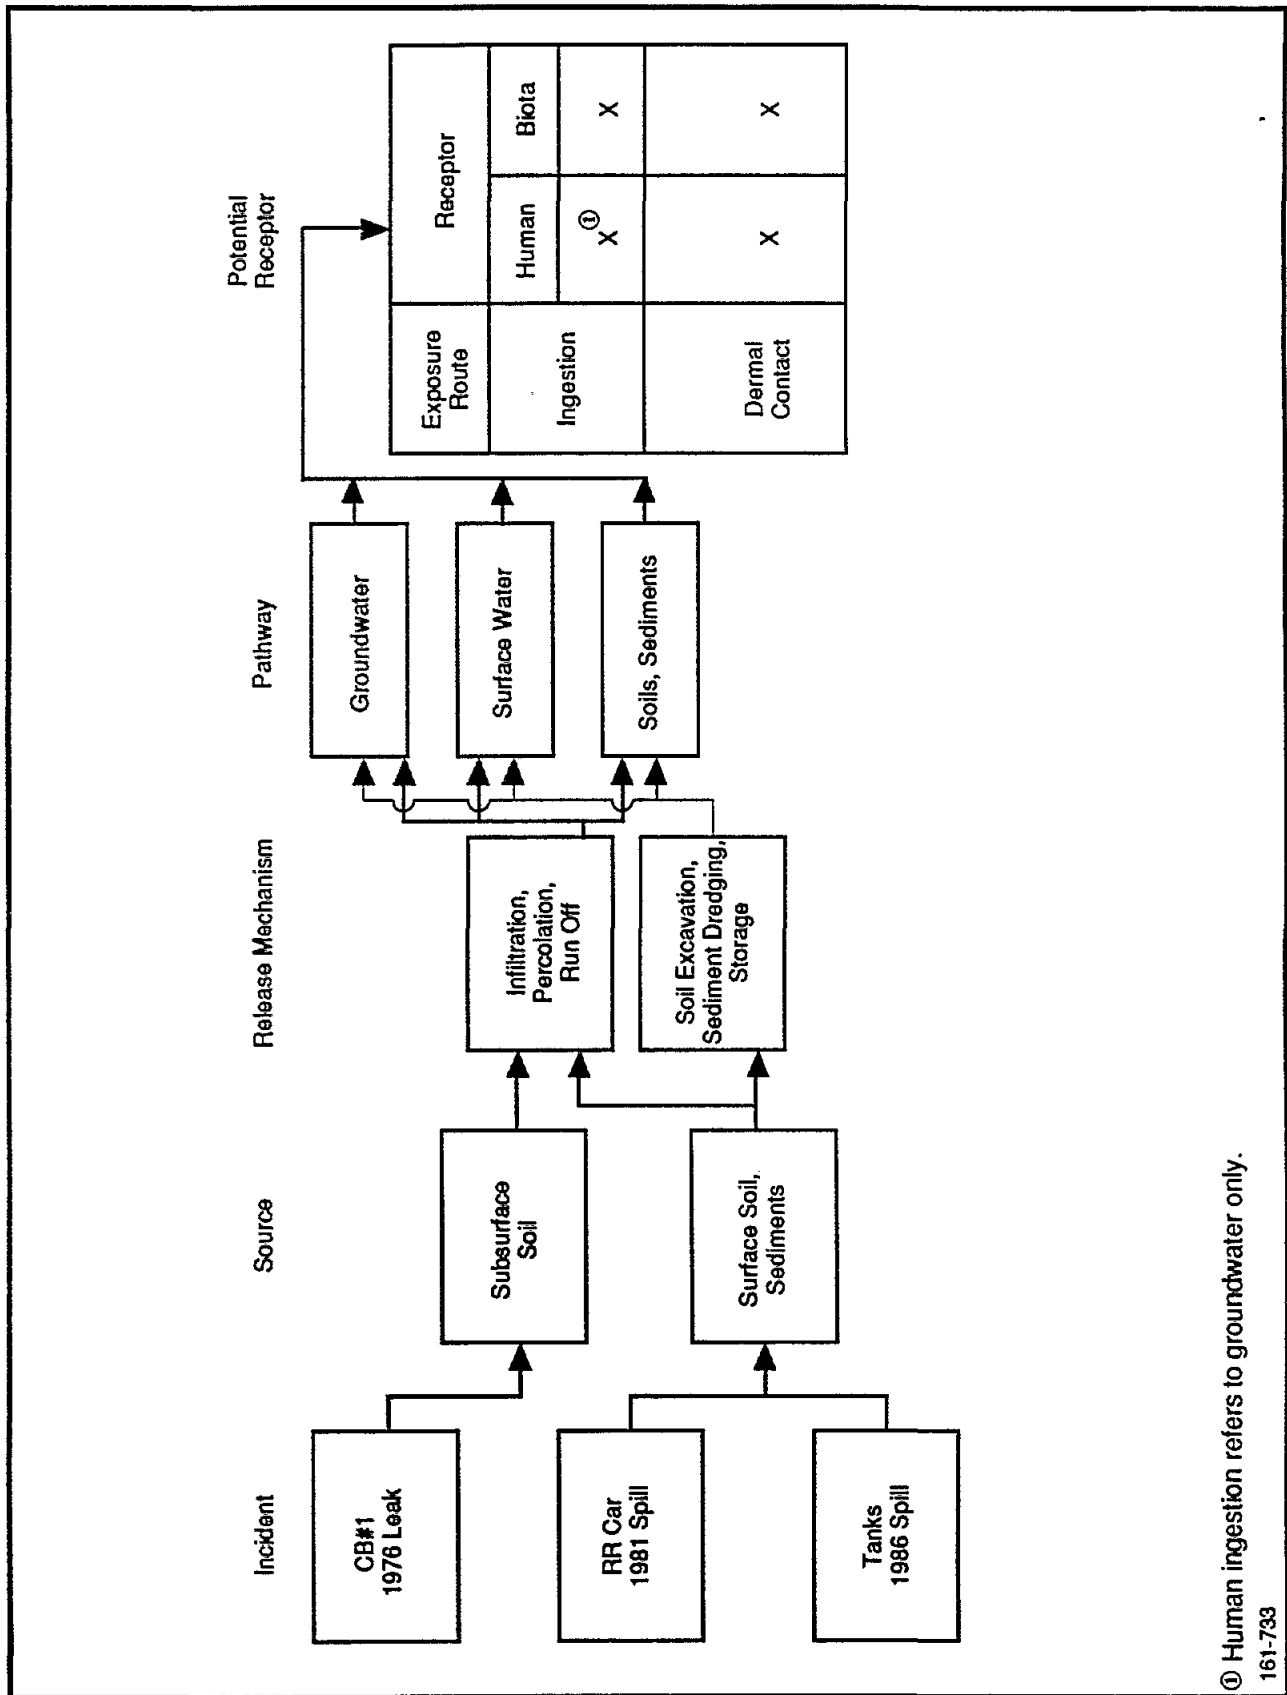 Incident
Source
Release Mechanism
Pathway
Potential
Receptor
CB#1
1976 Leak
RR Car
1981 Spill
Tanks
1986 Spill
Subsurface
Soil
Surface Soil,
Sediments
Infiltration,
Percolation,
Run Off
Soil Excavation,
Sediment Dredging,
Storage
Groundwater
Surface Water
Soils, Sediments
Exposure
Route
Receptor
Human
Biota
Ingestion
X①
X
Dermal
Contact
X
X
① Human ingestion refers to groundwater only.
161-733